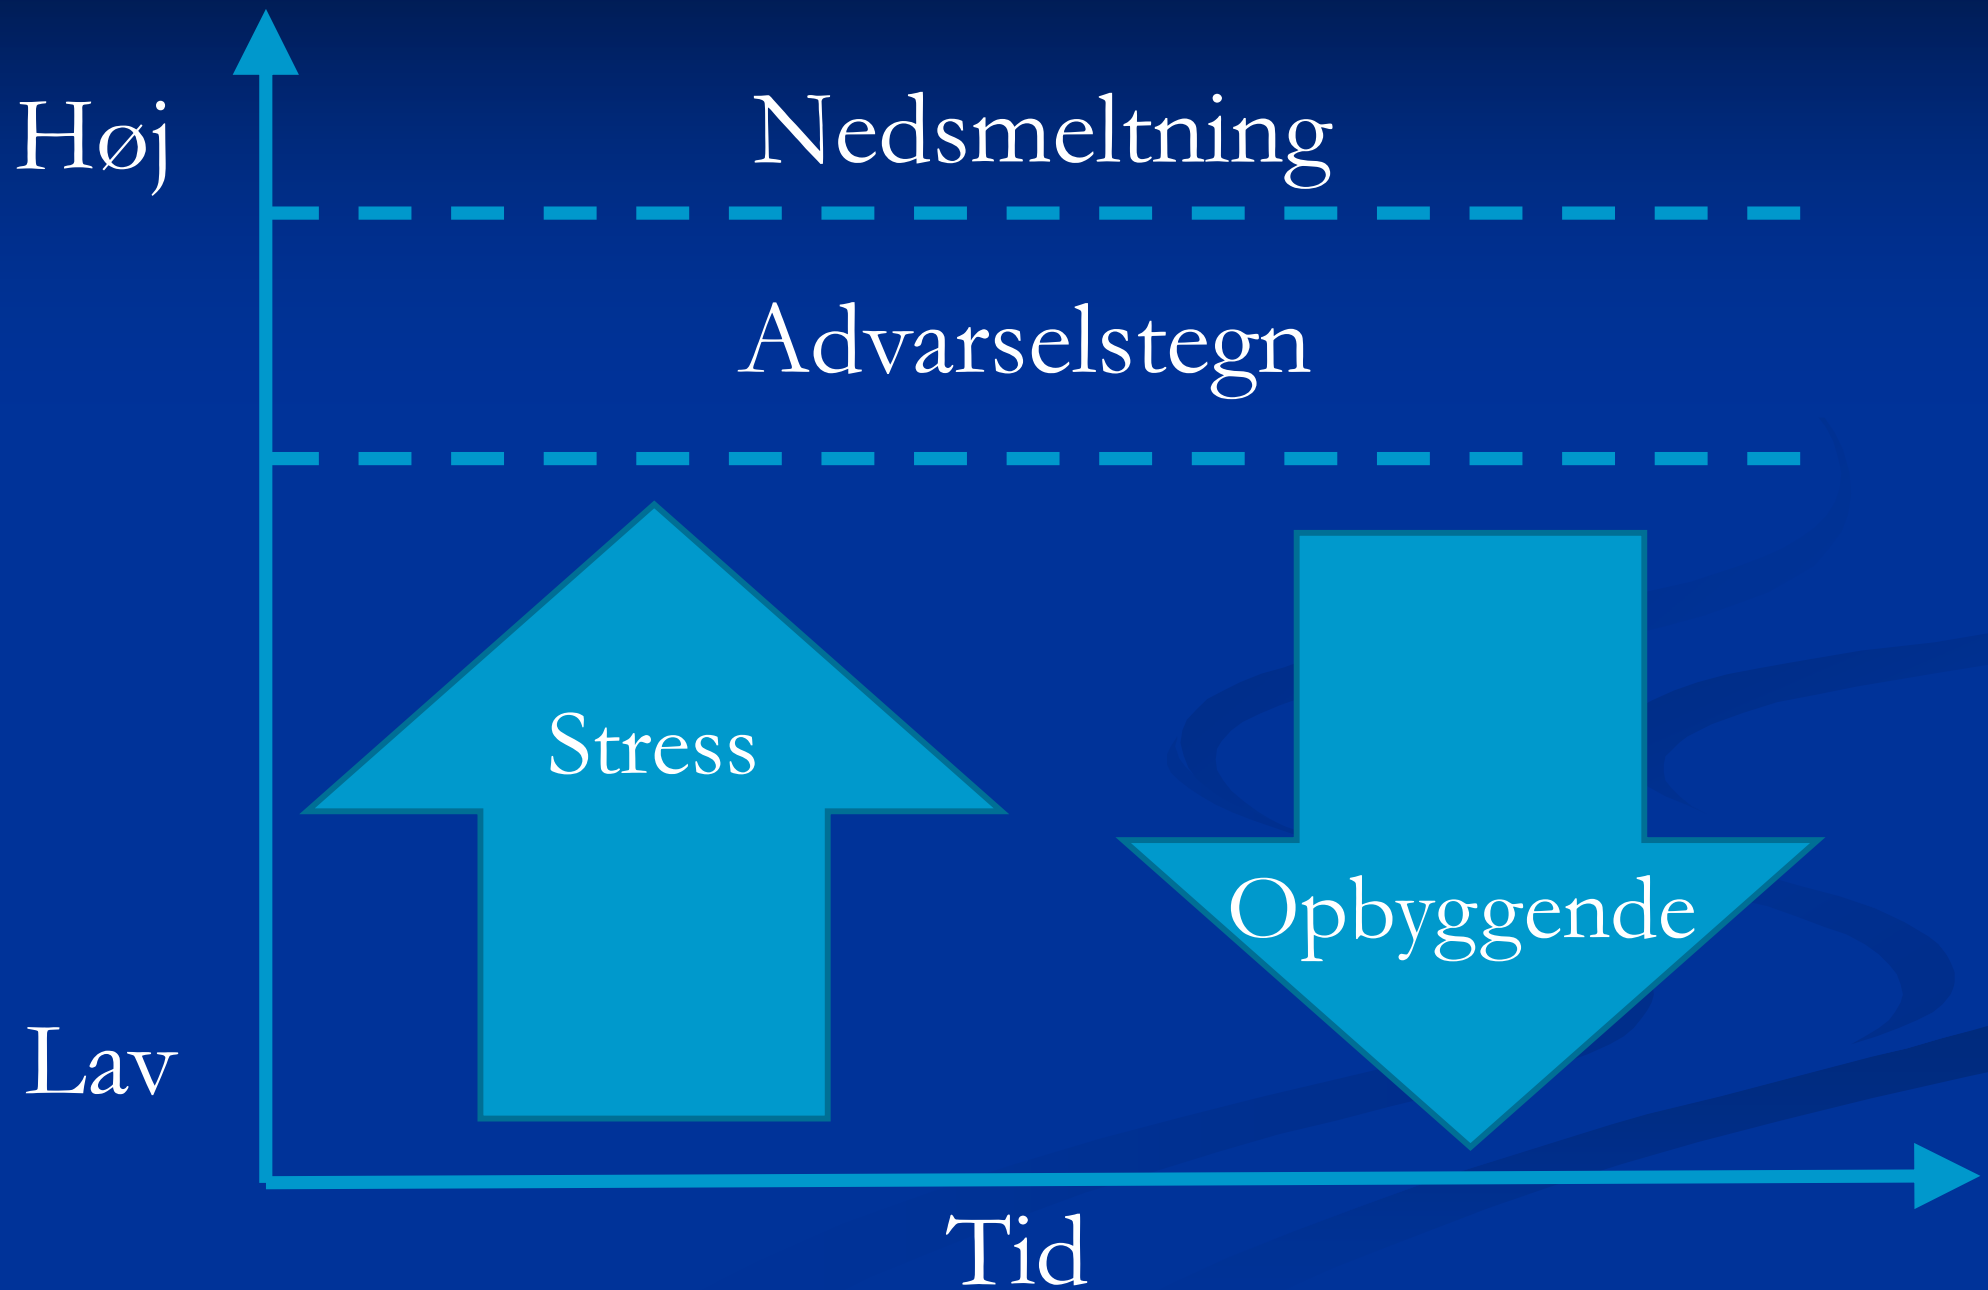 Høj
Nedsmeltning
Advarselstegn
Stress
Opbyggende
Lav
Tid